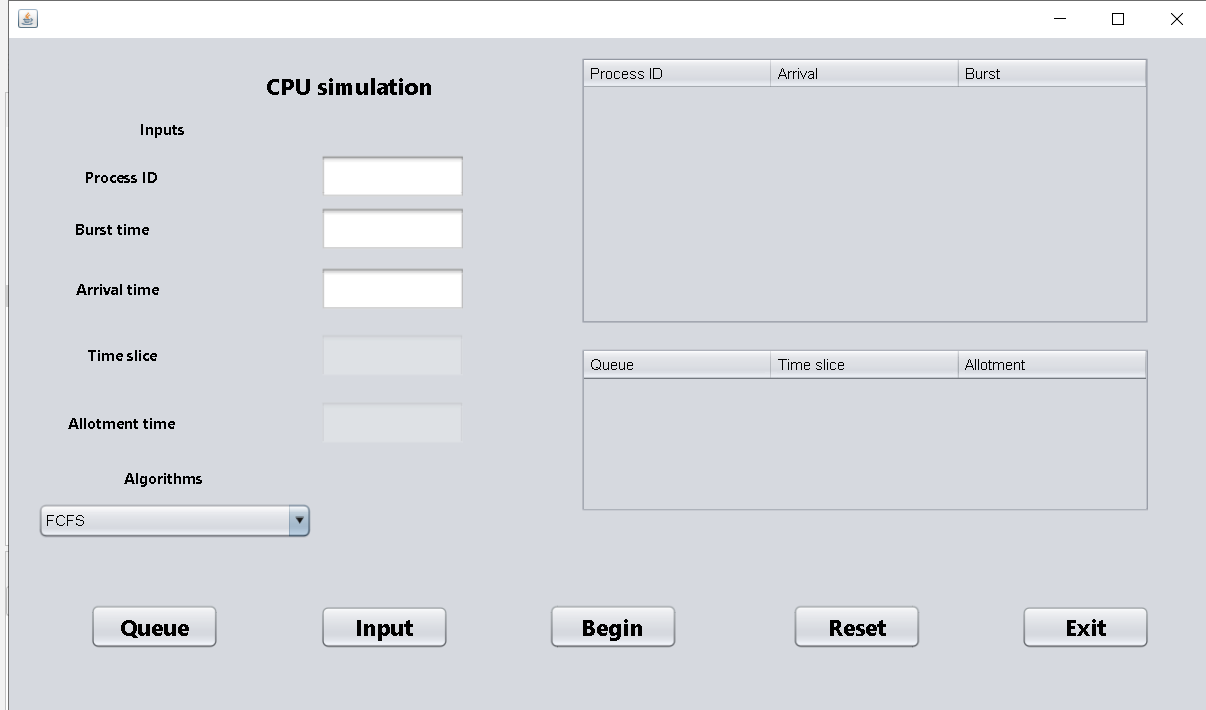 CPU simulation
Inputs
Process ID
Burst time
Arrival time
Time slice
Allotment time
Algorithms
FCFS
Process ID Arrival Burst
Queue Time slice Allotment
Queue Input Begin Reset Exit